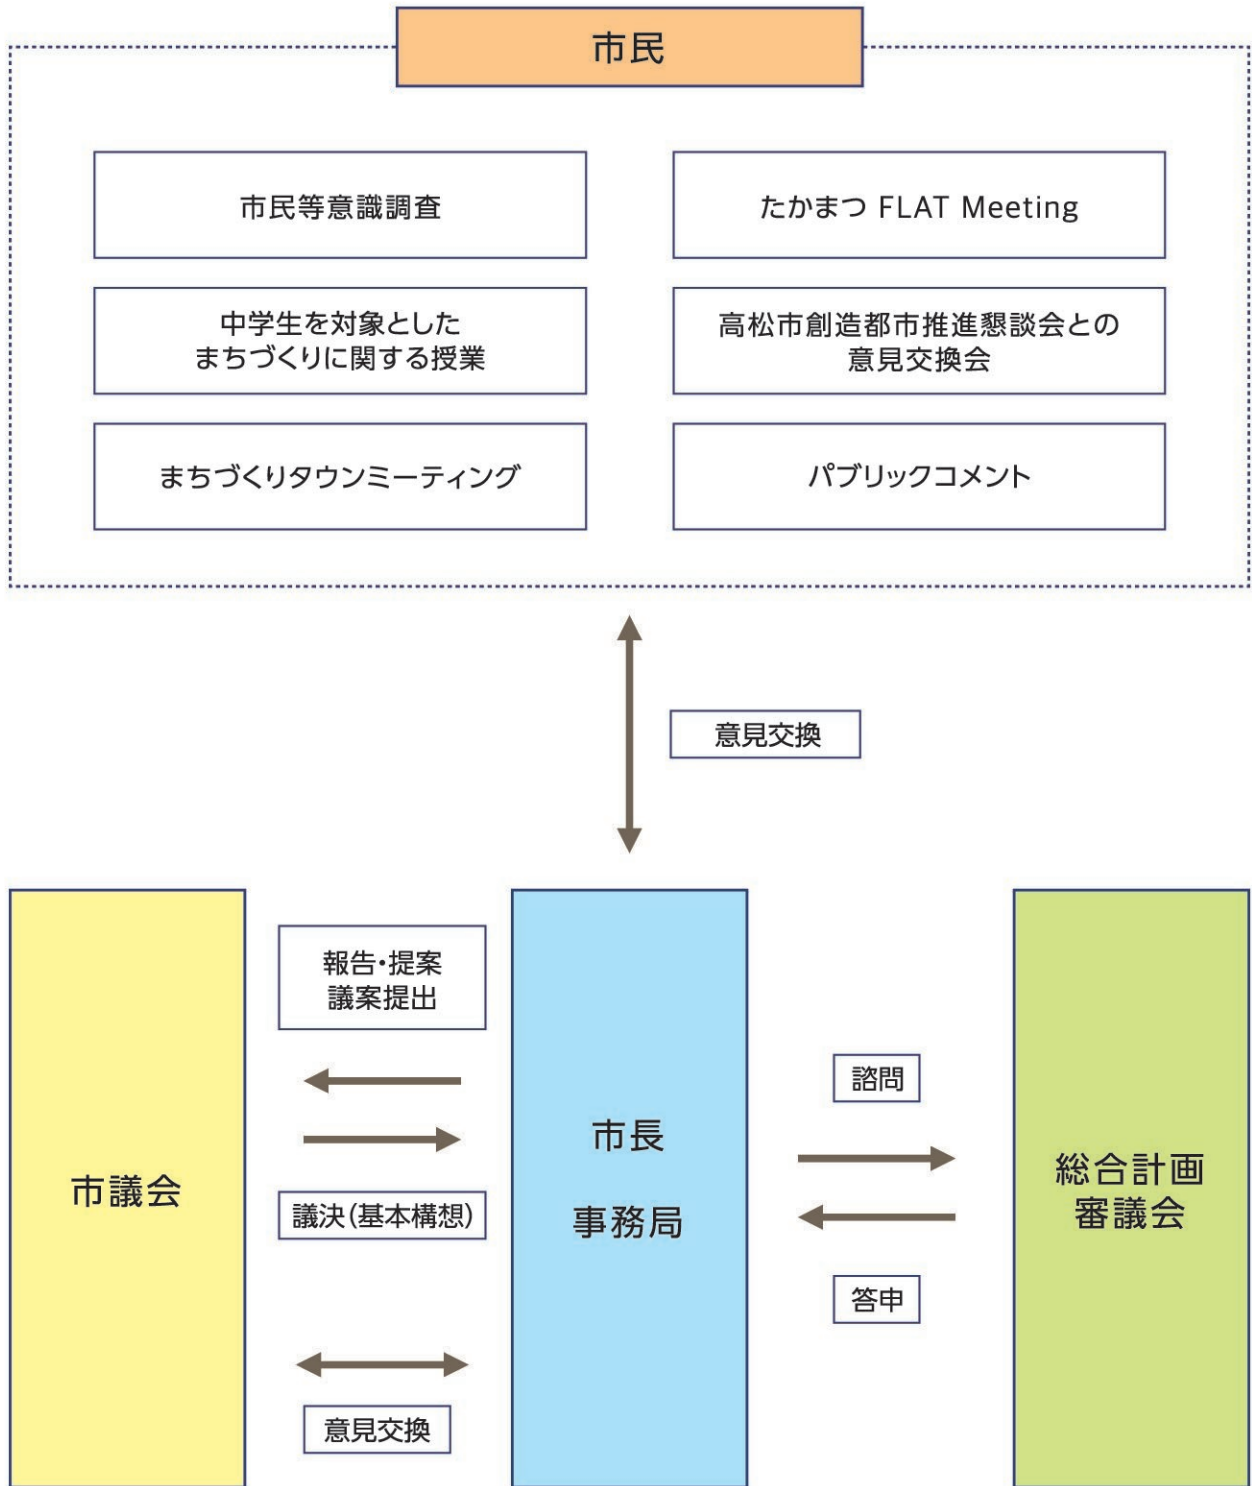 市民
市民等意識調査
たかまつ FLAT Meeting
中学生を対象とした
まちづくりに関する授業
高松市創造都市推進懇談会との
意見交換会
まちづくりタウンミーティング
パブリックコメント
意見交換
報告・提案
議案提出
議決(基本構想)
意見交換
市議会
市長
事務局
諮問
答申
総合計画
審議会